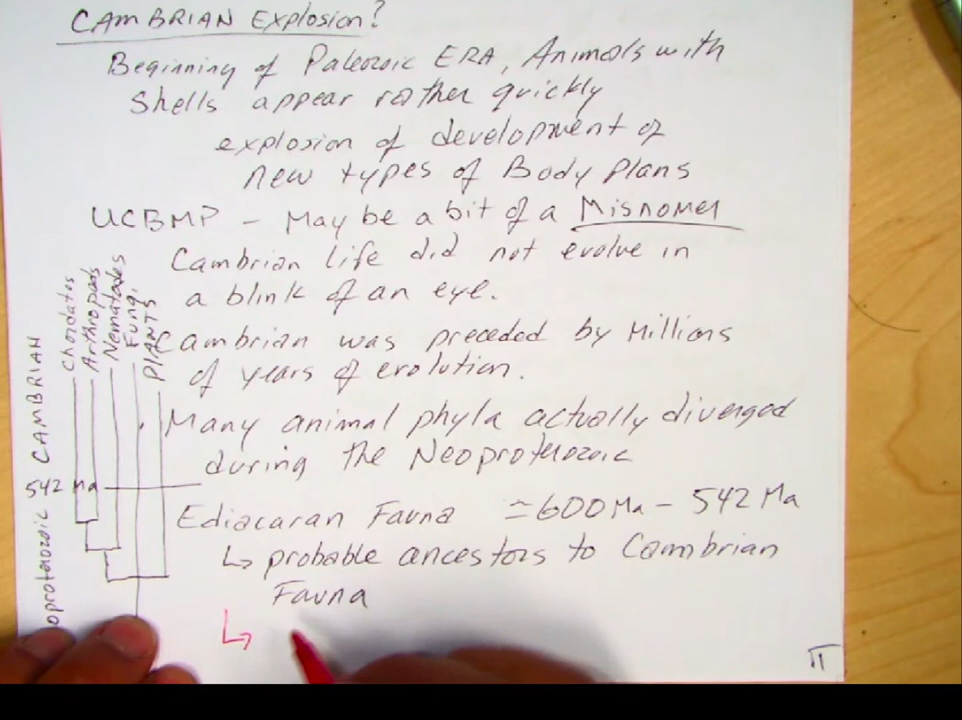 CAMBRIAN Explosion?
Beginning of Paleozoic ERA, Animals with
Shells appear rather quickly
explosion of development of
new types of Body Plans
UCBMP - May be a bit of a Misnomer
Cambrian life did not evolve in
a blink of an eye.
Cambrian was preceded by Millions
of years of evolution.
Many animal phyla actually diverged
during the Neoproterozoic
Ediacaran Fauna ≃600Ma - 542 Ma
↳ probable ancestors to Cambrian
Fauna
↳
Chordates
Arthropods
Nematodes
Fungi
PLANTS
CAMBRIAN
542 Ma
oproterozoic